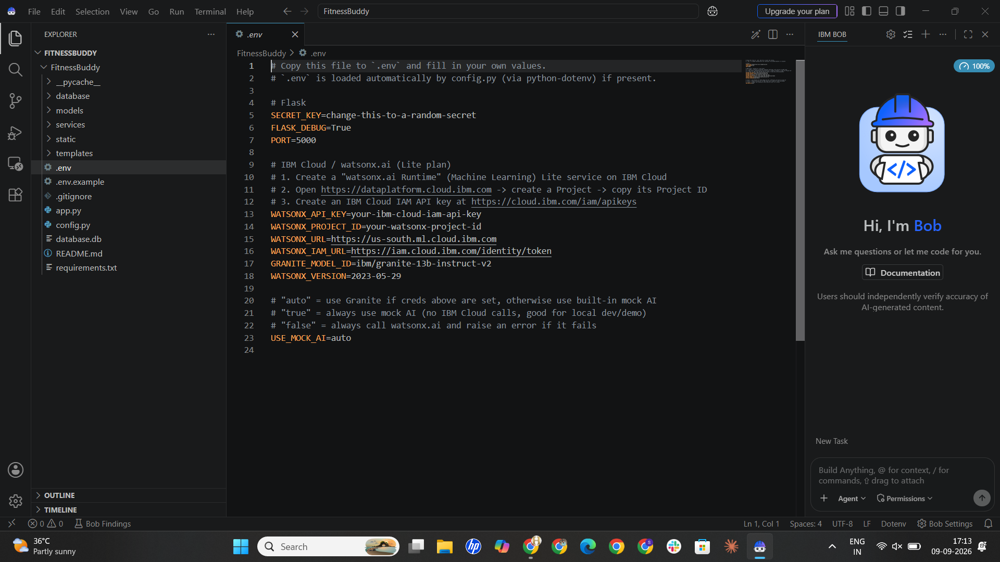 File Edit Selection View Go Run Terminal Help
FitnessBuddy
Upgrade your plan
EXPLORER
FITNESSBUDDY
FitnessBuddy
__pycache__
database
models
services
static
templates
.env
.env.example
.gitignore
app.py
config.py
database.db
README.md
requirements.txt
OUTLINE
TIMELINE
.env
FitnessBuddy > .env
1 # Copy this file to `.env` and fill in your own values.
2 # `.env` is loaded automatically by config.py (via python-dotenv) if present.
3
4 # Flask
5 SECRET_KEY=change-this-to-a-random-secret
6 FLASK_DEBUG=True
7 PORT=5000
8
9 # IBM Cloud / watsonx.ai (Lite plan)
10 # 1. Create a "watsonx.ai Runtime" (Machine Learning) Lite service on IBM Cloud
11 # 2. Open https://dataplatform.cloud.ibm.com -> create a Project -> copy its Project ID
12 # 3. Create an IBM Cloud IAM API key at https://cloud.ibm.com/iam/apikeys
13 WATSONX_API_KEY=your-ibm-cloud-iam-api-key
14 WATSONX_PROJECT_ID=your-watsonx-project-id
15 WATSONX_URL=https://us-south.ml.cloud.ibm.com
16 WATSONX_IAM_URL=https://iam.cloud.ibm.com/identity/token
17 GRANITE_MODEL_ID=ibm/granite-13b-instruct-v2
18 WATSONX_VERSION=2023-05-29
19
20 # "auto" = use Granite if creds above are set, otherwise use built-in mock AI
21 # "true" = always use mock AI (no IBM Cloud calls, good for local dev/demo)
22 # "false" = always call watsonx.ai and raise an error if it fails
23 USE_MOCK_AI=auto
24
IBM BOB
100%
</>
Hi, I'm Bob
Ask me questions or let me code for you.
Documentation
Users should independently verify accuracy of
AI-generated content.
New Task
Build Anything, @ for context, / for
commands, ⇧ drag to attach
Agent Permissions
0 0 Bob Findings
Ln 1, Col 1 Spaces: 4 UTF-8 LF Dotenv Bob Settings
36°C
Partly sunny
Search
hp
S
ENG
IN
17:13
09-09-2026